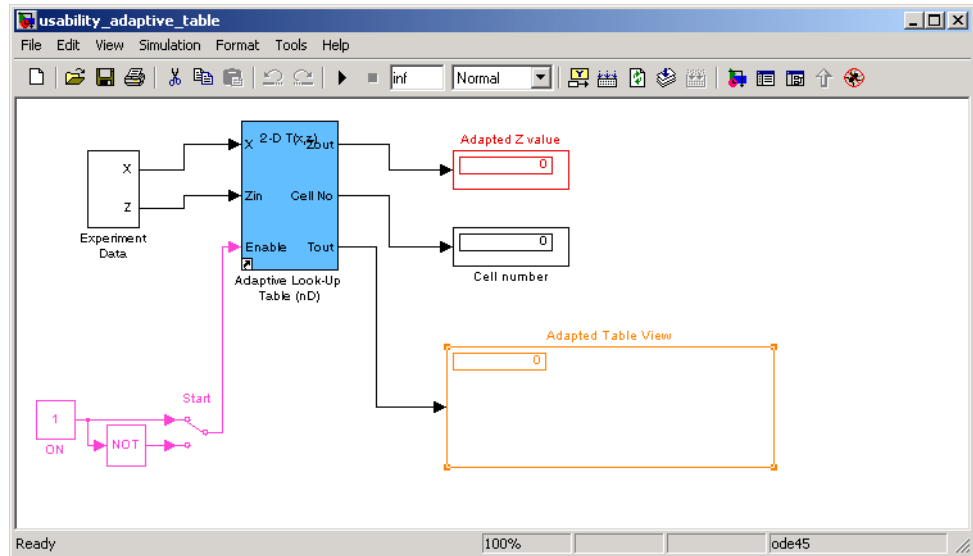 usability_adaptive_table
File Edit View Simulation Format Tools Help
inf Normal
X
Z
Experiment
Data
2-D T(x,z)
X Zout
Zin Cell No
Enable Tout
Adaptive Look-Up
Table (nD)
Adapted Z value
0
0
Cell number
Adapted Table View
0
Start
1
ON
NOT
Ready 100% ode45